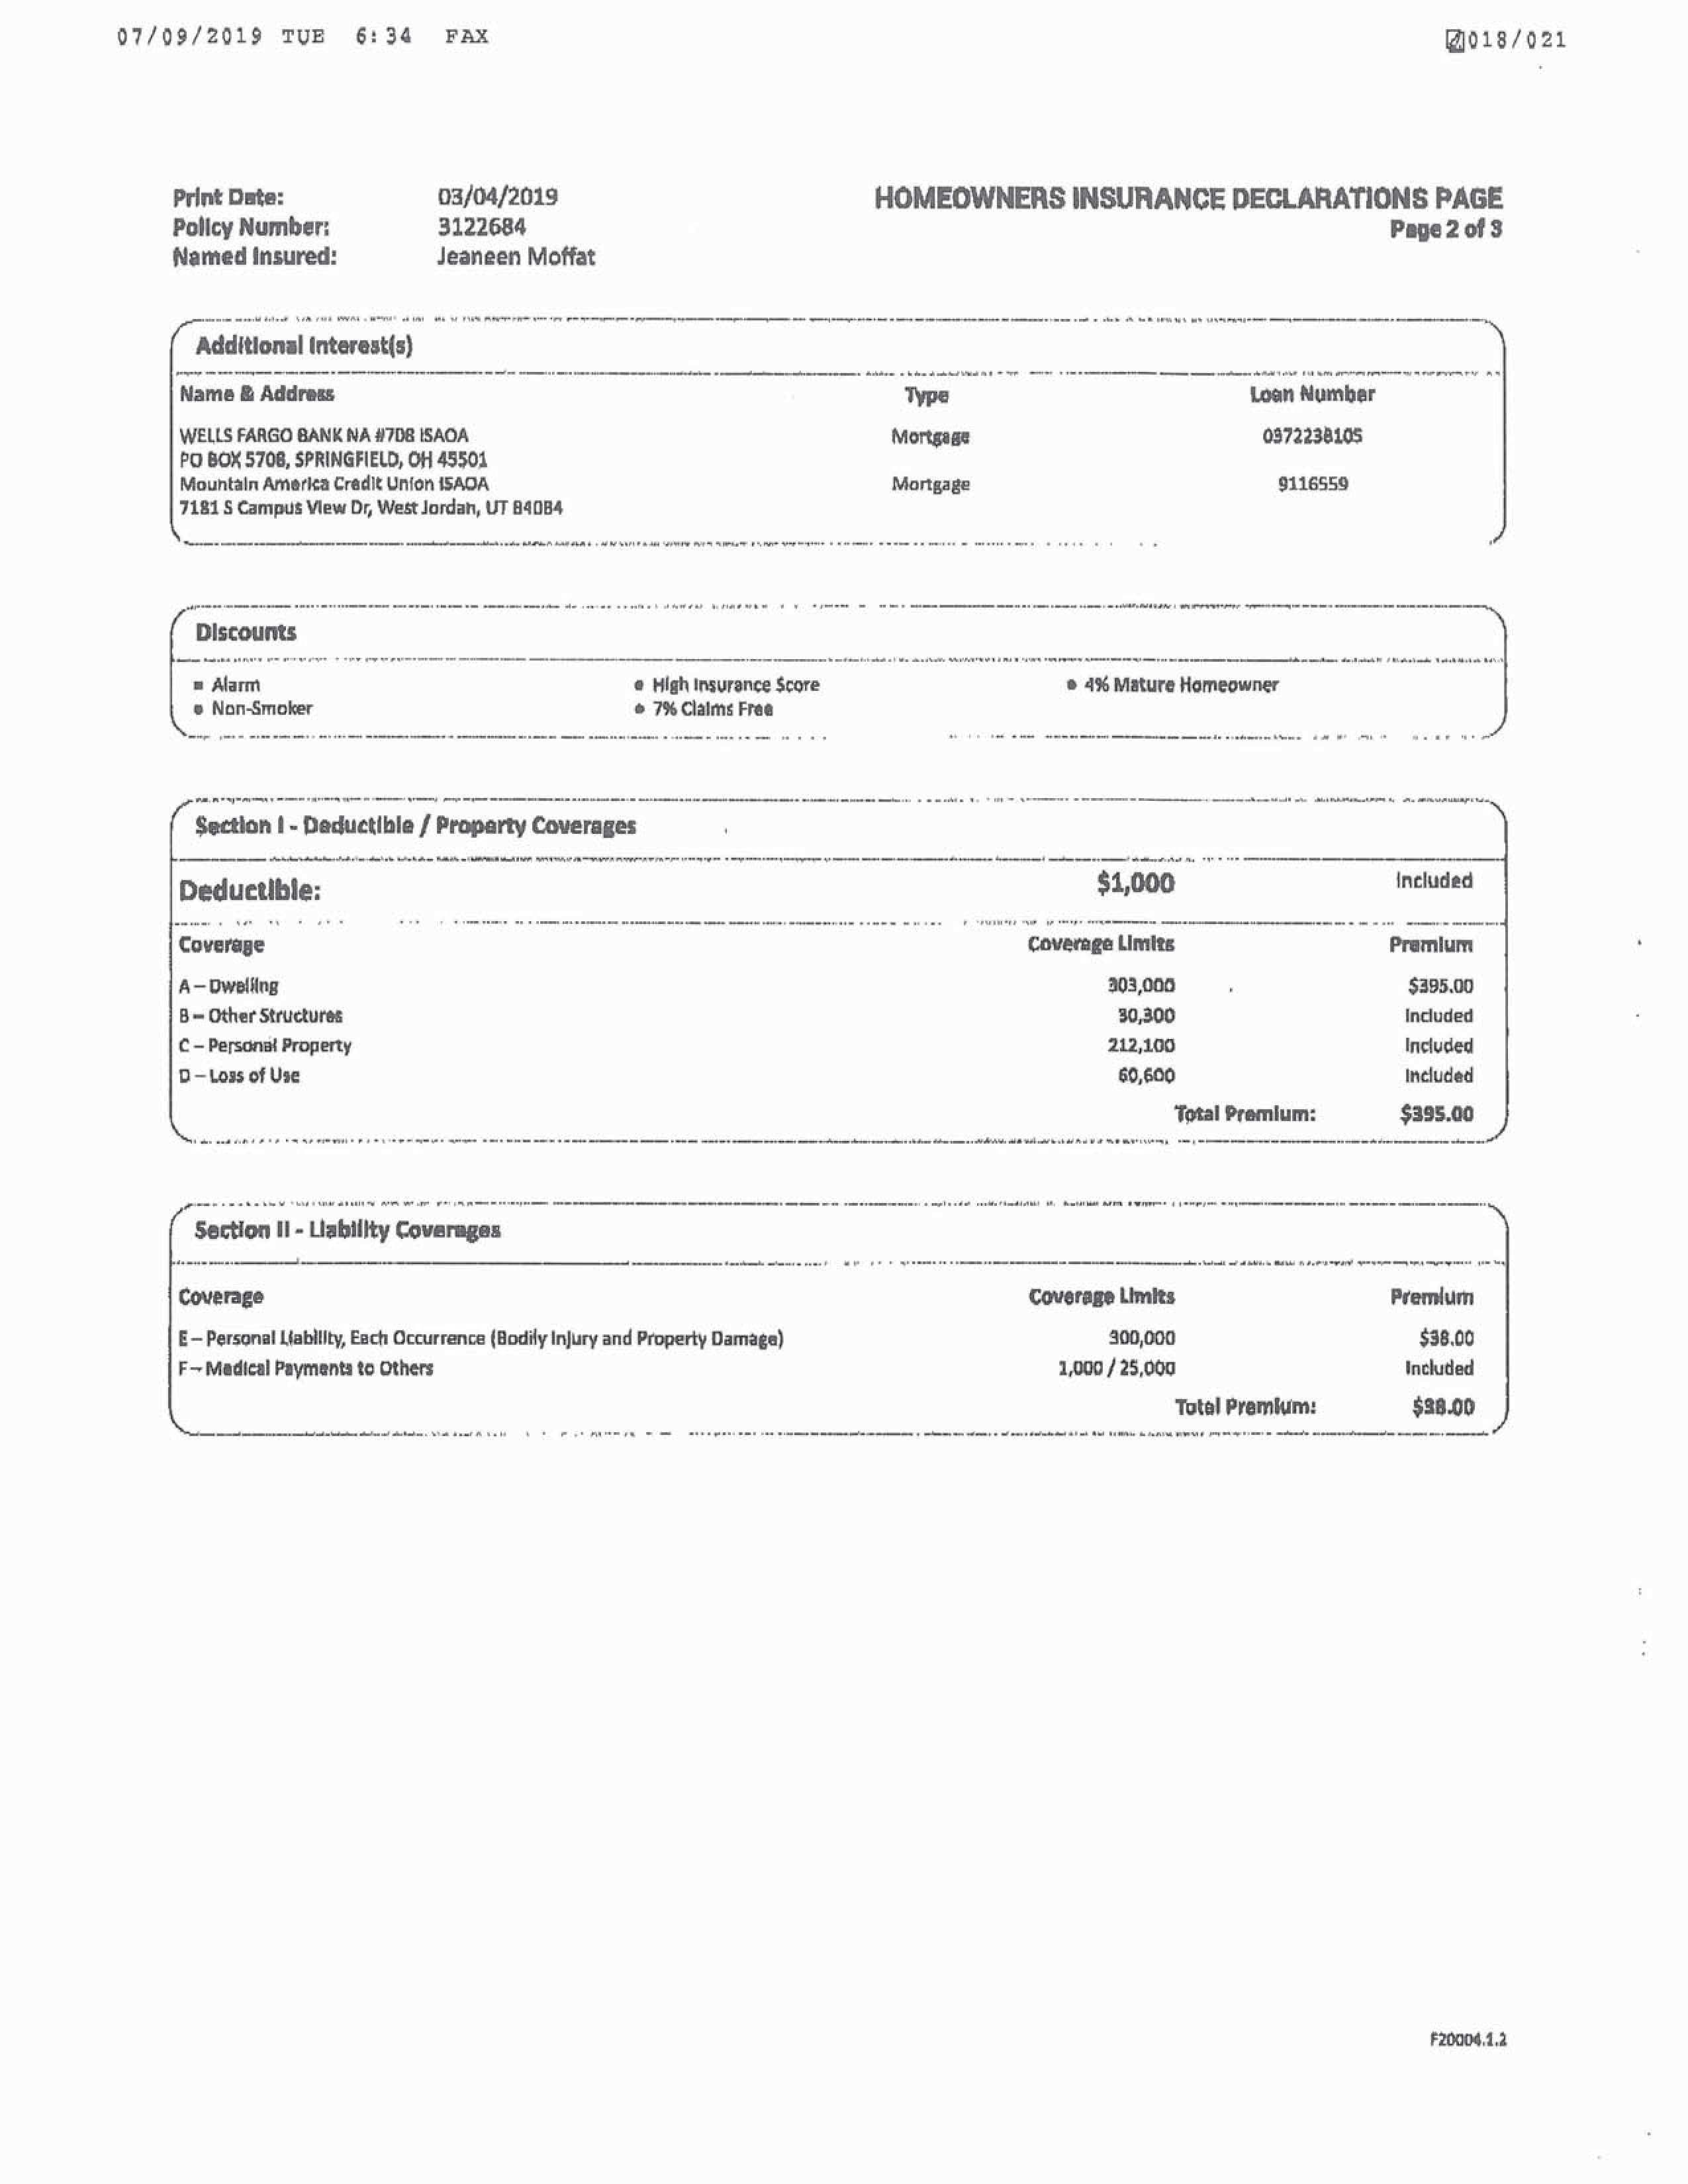 07/09/2019 TUE 6:34 FAX 018/021
Print Date: 03/04/2019 HOMEOWNERS INSURANCE DECLARATIONS PAGE
Policy Number: 3122684 Page 2 of 3
Named Insured: Jeaneen Moffat
Additional Interest(s)
Name & Address Type Loan Number
WELLS FARGO BANK NA #708 ISAOA Mortgage 0372238105
PO BOX 5708, SPRINGFIELD, OH 45501
Mountain America Credit Union ISAOA Mortgage 9116559
7181 S Campus View Dr, West Jordan, UT 84084
Discounts
▪ Alarm • High Insurance Score • 4% Mature Homeowner
• Non-Smoker • 7% Claims Free
Section I - Deductible / Property Coverages
Deductible: $1,000 Included
Coverage Coverage Limits Premium
A – Dwelling 303,000 $395.00
B – Other Structures 30,300 Included
C – Personal Property 212,100 Included
D – Loss of Use 60,600 Included
Total Premium: $395.00
Section II - Liability Coverages
Coverage Coverage Limits Premium
E – Personal Liability, Each Occurrence (Bodily Injury and Property Damage) 300,000 $38.00
F – Medical Payments to Others 1,000 / 25,000 Included
Total Premium: $38.00
F20004.1.2